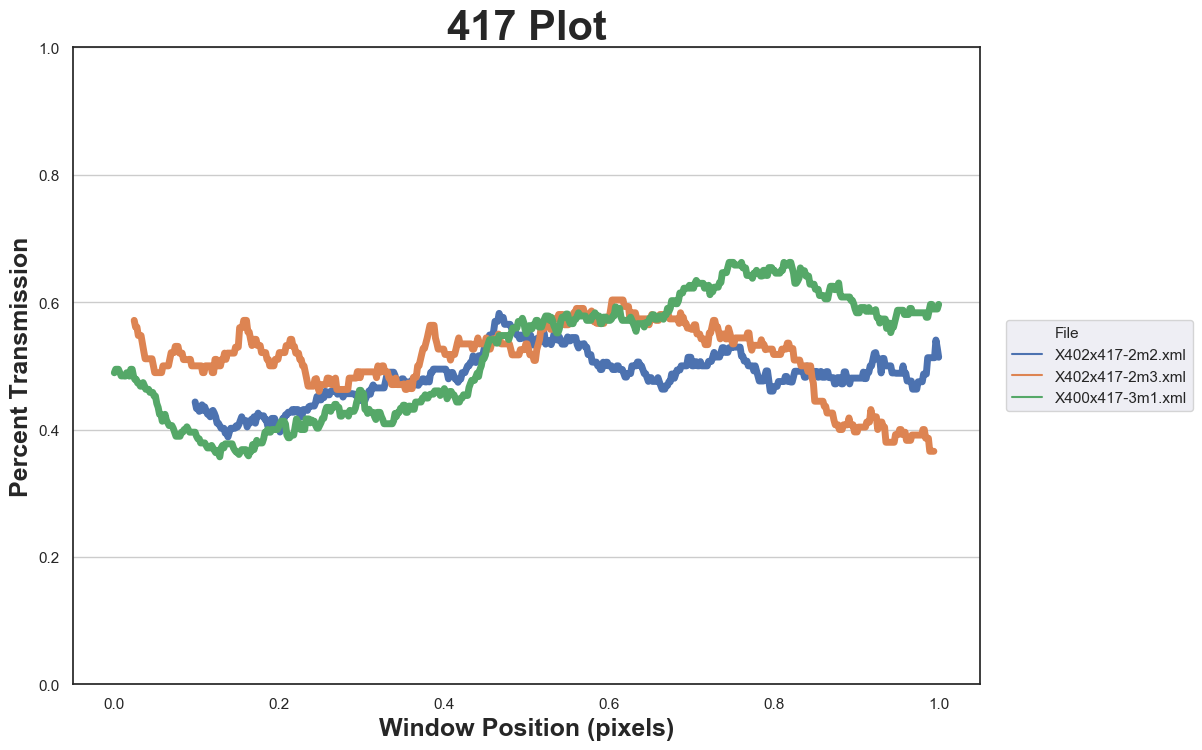 417 Plot
1.0
0.8
0.6
0.4
0.2
0.0
Percent Transmission
0.0 0.2 0.4 0.6 0.8 1.0
Window Position (pixels)
File
X402x417-2m2.xml
X402x417-2m3.xml
X400x417-3m1.xml